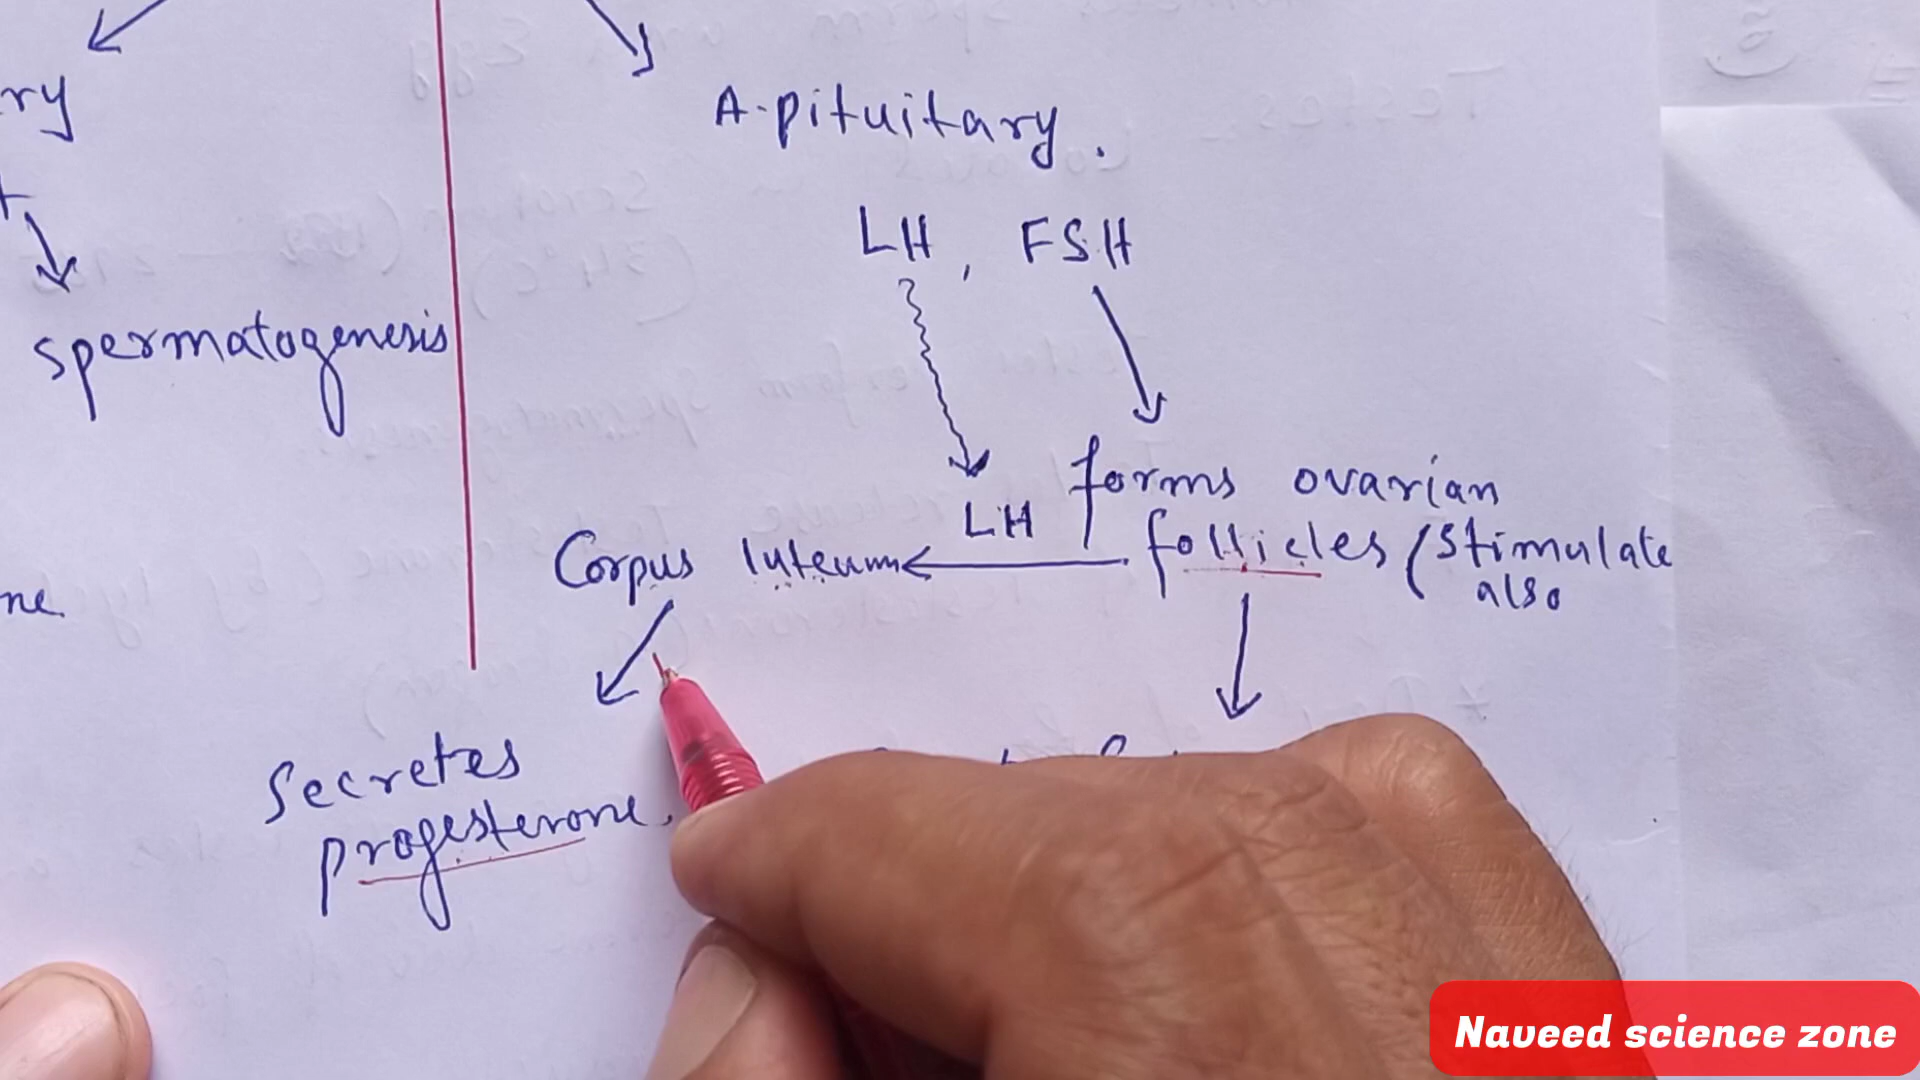 ry
A.pituitary.
LH, FSH
spermatogenesis
forms ovarian
LH
Corpus luteum
follicles (stimulate
also
ne
Secretes
progesterone.
Naveed science zone